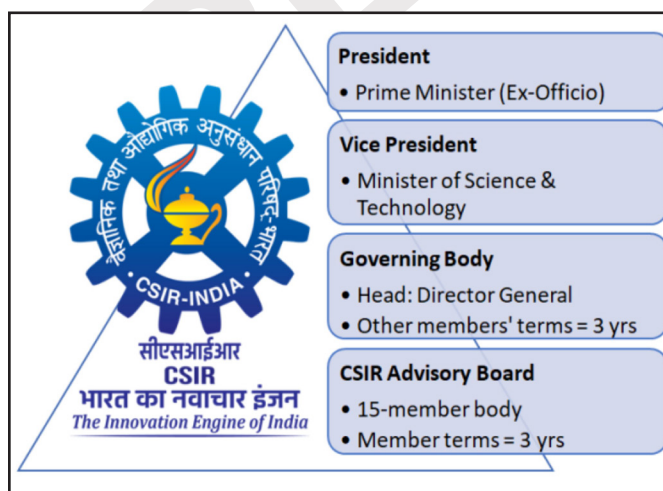 वैज्ञानिक तथा औद्योगिक अनुसंधान परिषद्-भारत
• CSIR-INDIA •
सीएसआईआर
CSIR
भारत का नवाचार इंजन
The Innovation Engine of India
President
• Prime Minister (Ex-Officio)
Vice President
• Minister of Science &
Technology
Governing Body
• Head: Director General
• Other members' terms = 3 yrs
CSIR Advisory Board
• 15-member body
• Member terms = 3 yrs